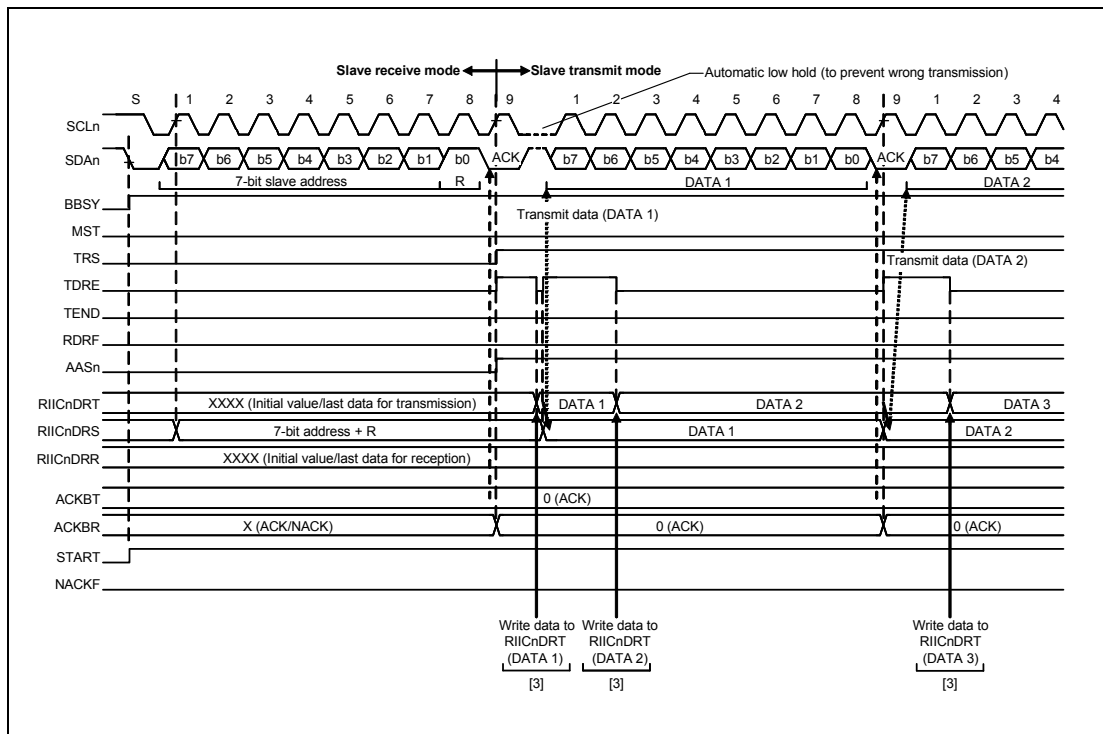 Slave receive mode Slave transmit mode
Automatic low hold (to prevent wrong transmission)
S 1 2 3 4 5 6 7 8 9 1 2 3 4 5 6 7 8 9 1 2 3 4
SCLn
SDAn b7 b6 b5 b4 b3 b2 b1 b0 ACK b7 b6 b5 b4 b3 b2 b1 b0 ACK b7 b6 b5 b4
7-bit slave address R DATA 1 DATA 2
BBSY
Transmit data (DATA 1)
MST
TRS
Transmit data (DATA 2)
TDRE
TEND
RDRF
AASn
RIICnDRT XXXX (Initial value/last data for transmission) DATA 1 DATA 2 DATA 3
RIICnDRS 7-bit address + R DATA 1 DATA 2
RIICnDRR XXXX (Initial value/last data for reception)
ACKBT 0 (ACK)
ACKBR X (ACK/NACK) 0 (ACK) 0 (ACK)
START
NACKF
Write data to Write data to Write data to
RIICnDRT RIICnDRT RIICnDRT
(DATA 1) (DATA 2) (DATA 3)
[3] [3] [3]